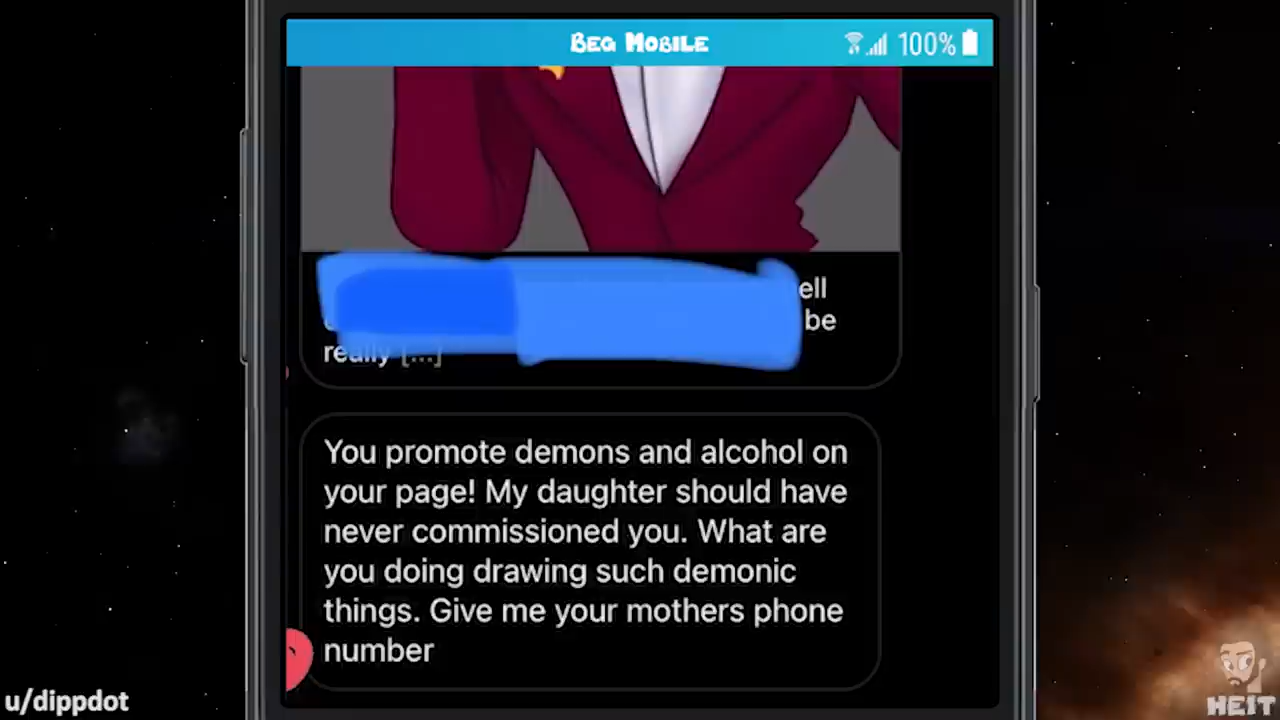 Beg Mobile
100%
ell
be
really [...]
You promote demons and alcohol on
your page! My daughter should have
never commissioned you. What are
you doing drawing such demonic
things. Give me your mothers phone
number
u/dippdot
HEIT